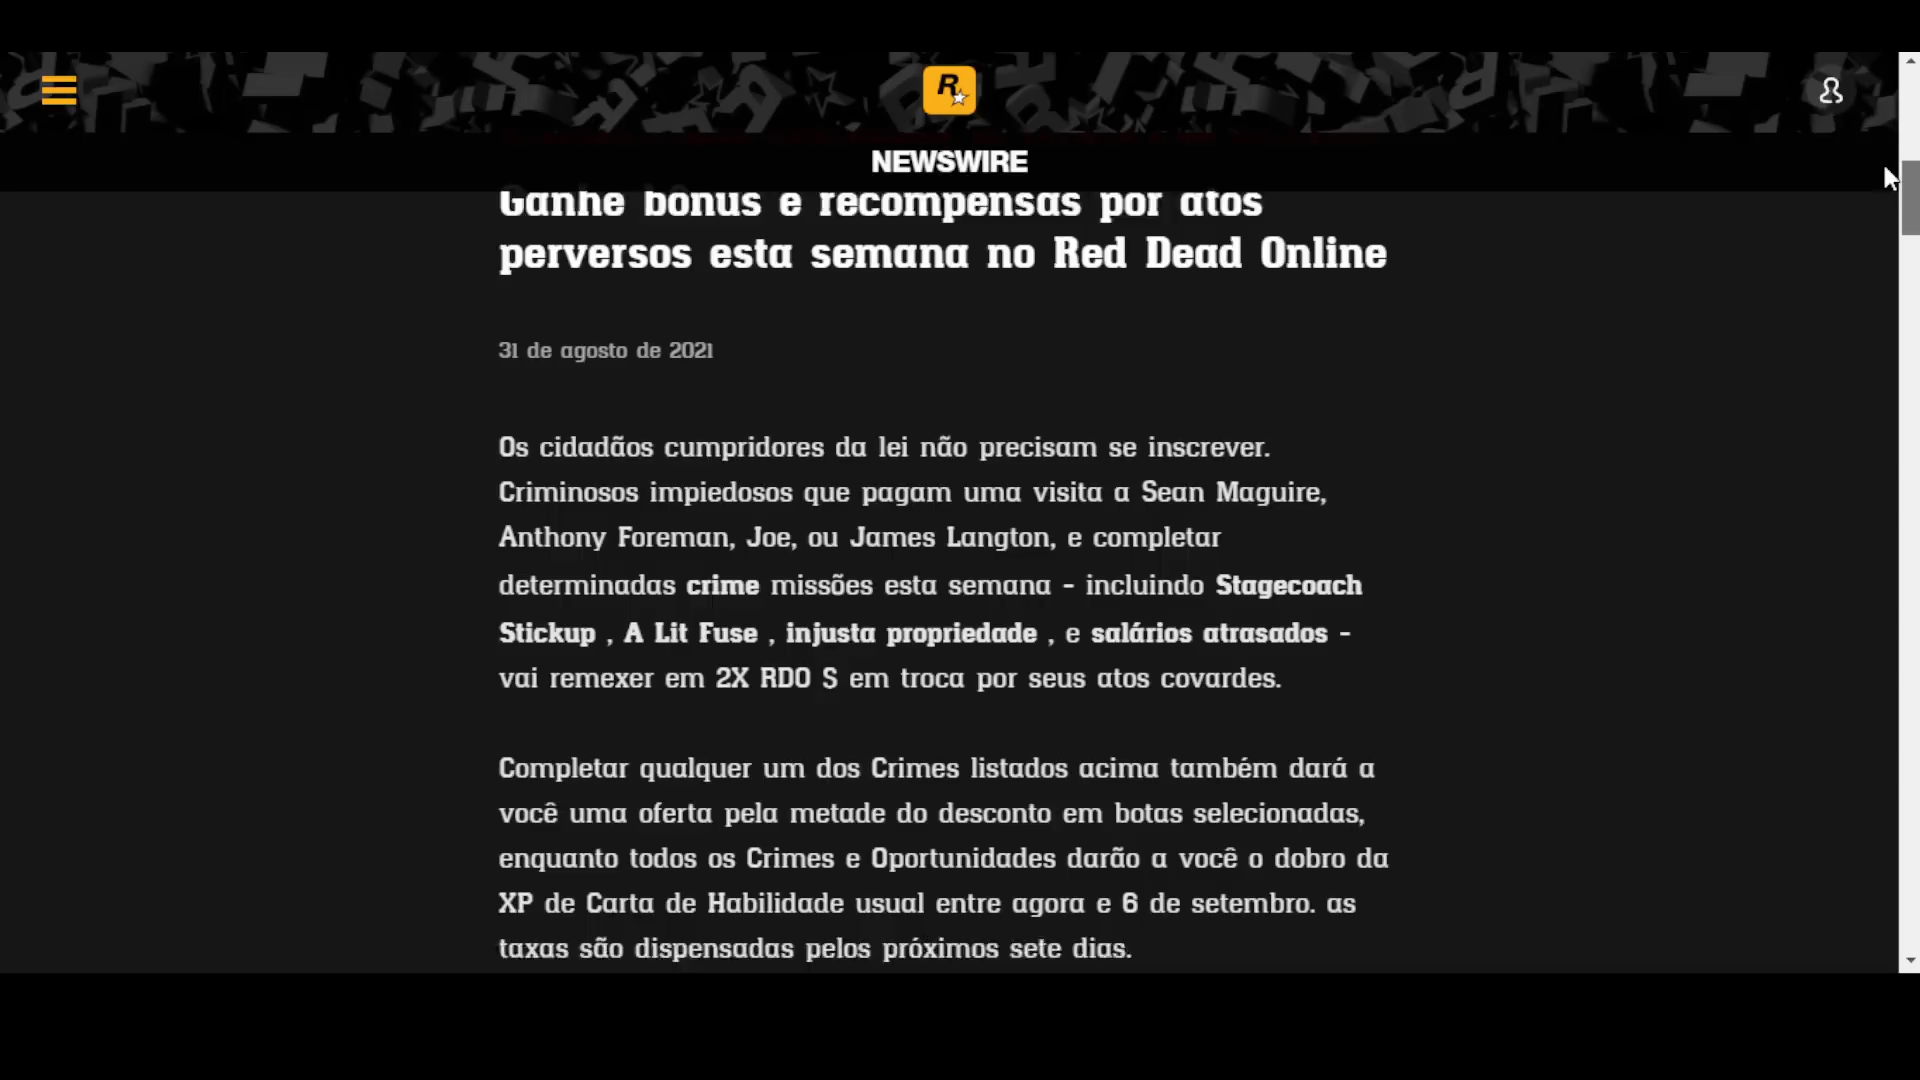 R
NEWSWIRE
Ganhe bônus e recompensas por atos
perversos esta semana no Red Dead Online
31 de agosto de 2021
Os cidadãos cumpridores da lei não precisam se inscrever.
Criminosos impiedosos que pagam uma visita a Sean Maguire,
Anthony Foreman, Joe, ou James Langton, e completar
determinadas crime missões esta semana - incluindo Stagecoach
Stickup , A Lit Fuse , injusta propriedade , e salários atrasados -
vai remexer em 2X RDO $ em troca por seus atos covardes.
Completar qualquer um dos Crimes listados acima também dará a
você uma oferta pela metade do desconto em botas selecionadas,
enquanto todos os Crimes e Oportunidades darão a você o dobro da
XP de Carta de Habilidade usual entre agora e 6 de setembro. as
taxas são dispensadas pelos próximos sete dias.